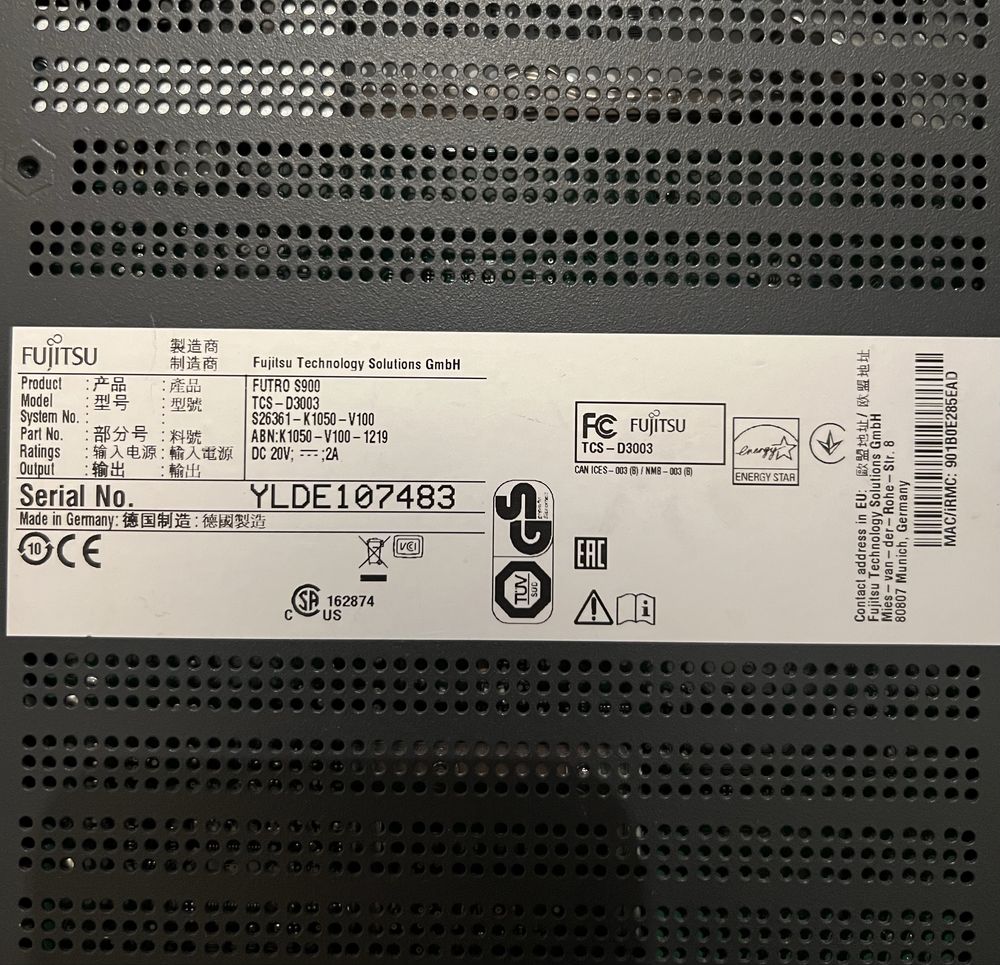 FUJITSU
製造商
制造商
Fujitsu Technology Solutions GmbH
Product : 产品 : 產品 FUTRO S900
Model : 型号 : 型號 TCS-D3003
System No. : : S26361-K1050-V100
Part No. : 部分号 : 料號 ABN:K1050-V100-1219
Ratings : 输入电源 : 輸入電源 DC 20V; ⎓ ;2A
Output : 输出 : 輸出
Serial No. YLDE107483
Made in Germany: 德国制造: 德國製造
10 CE
VCI
C SA US 162874
SG
TÜV
SÜD
FC FUJITSU
TCS-D3003
CAN ICES-003 (B) / NMB-003 (B)
energy
ENERGY STAR
EAC
i
Contact address in EU: 歐盟地址 / 欧盟地址
Fujitsu Technology Solutions GmbH
Mies-van-der-Rohe-Str. 8
80807 Munich, Germany
MAC/iRMC: 901B0E285EAD